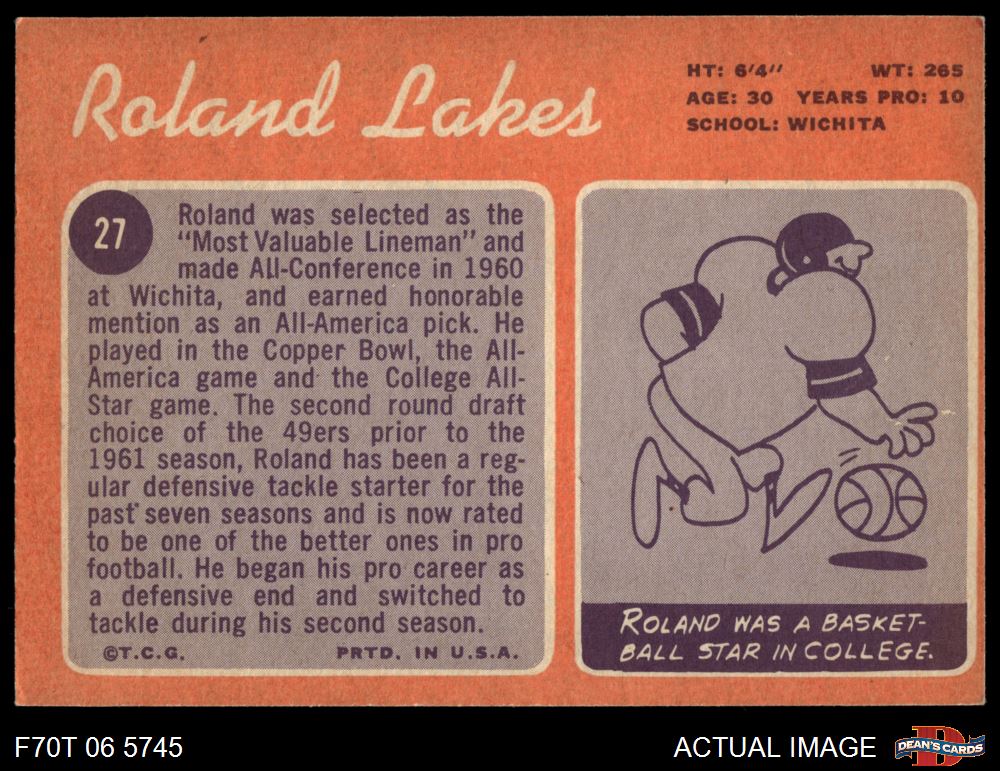 Roland Lakes
HT: 6'4'' WT: 265
AGE: 30 YEARS PRO: 10
SCHOOL: WICHITA
27
Roland was selected as the
"Most Valuable Lineman" and
made All-Conference in 1960
at Wichita, and earned honorable
mention as an All-America pick. He
played in the Copper Bowl, the All-
America game and the College All-
Star game. The second round draft
choice of the 49ers prior to the
1961 season, Roland has been a reg-
ular defensive tackle starter for the
past seven seasons and is now rated
to be one of the better ones in pro
football. He began his pro career as
a defensive end and switched to
tackle during his second season.
©T.C.G. PRTD. IN U.S.A.
ROLAND WAS A BASKET-
BALL STAR IN COLLEGE.
F70T 06 5745
ACTUAL IMAGE
DEAN'S CARDS